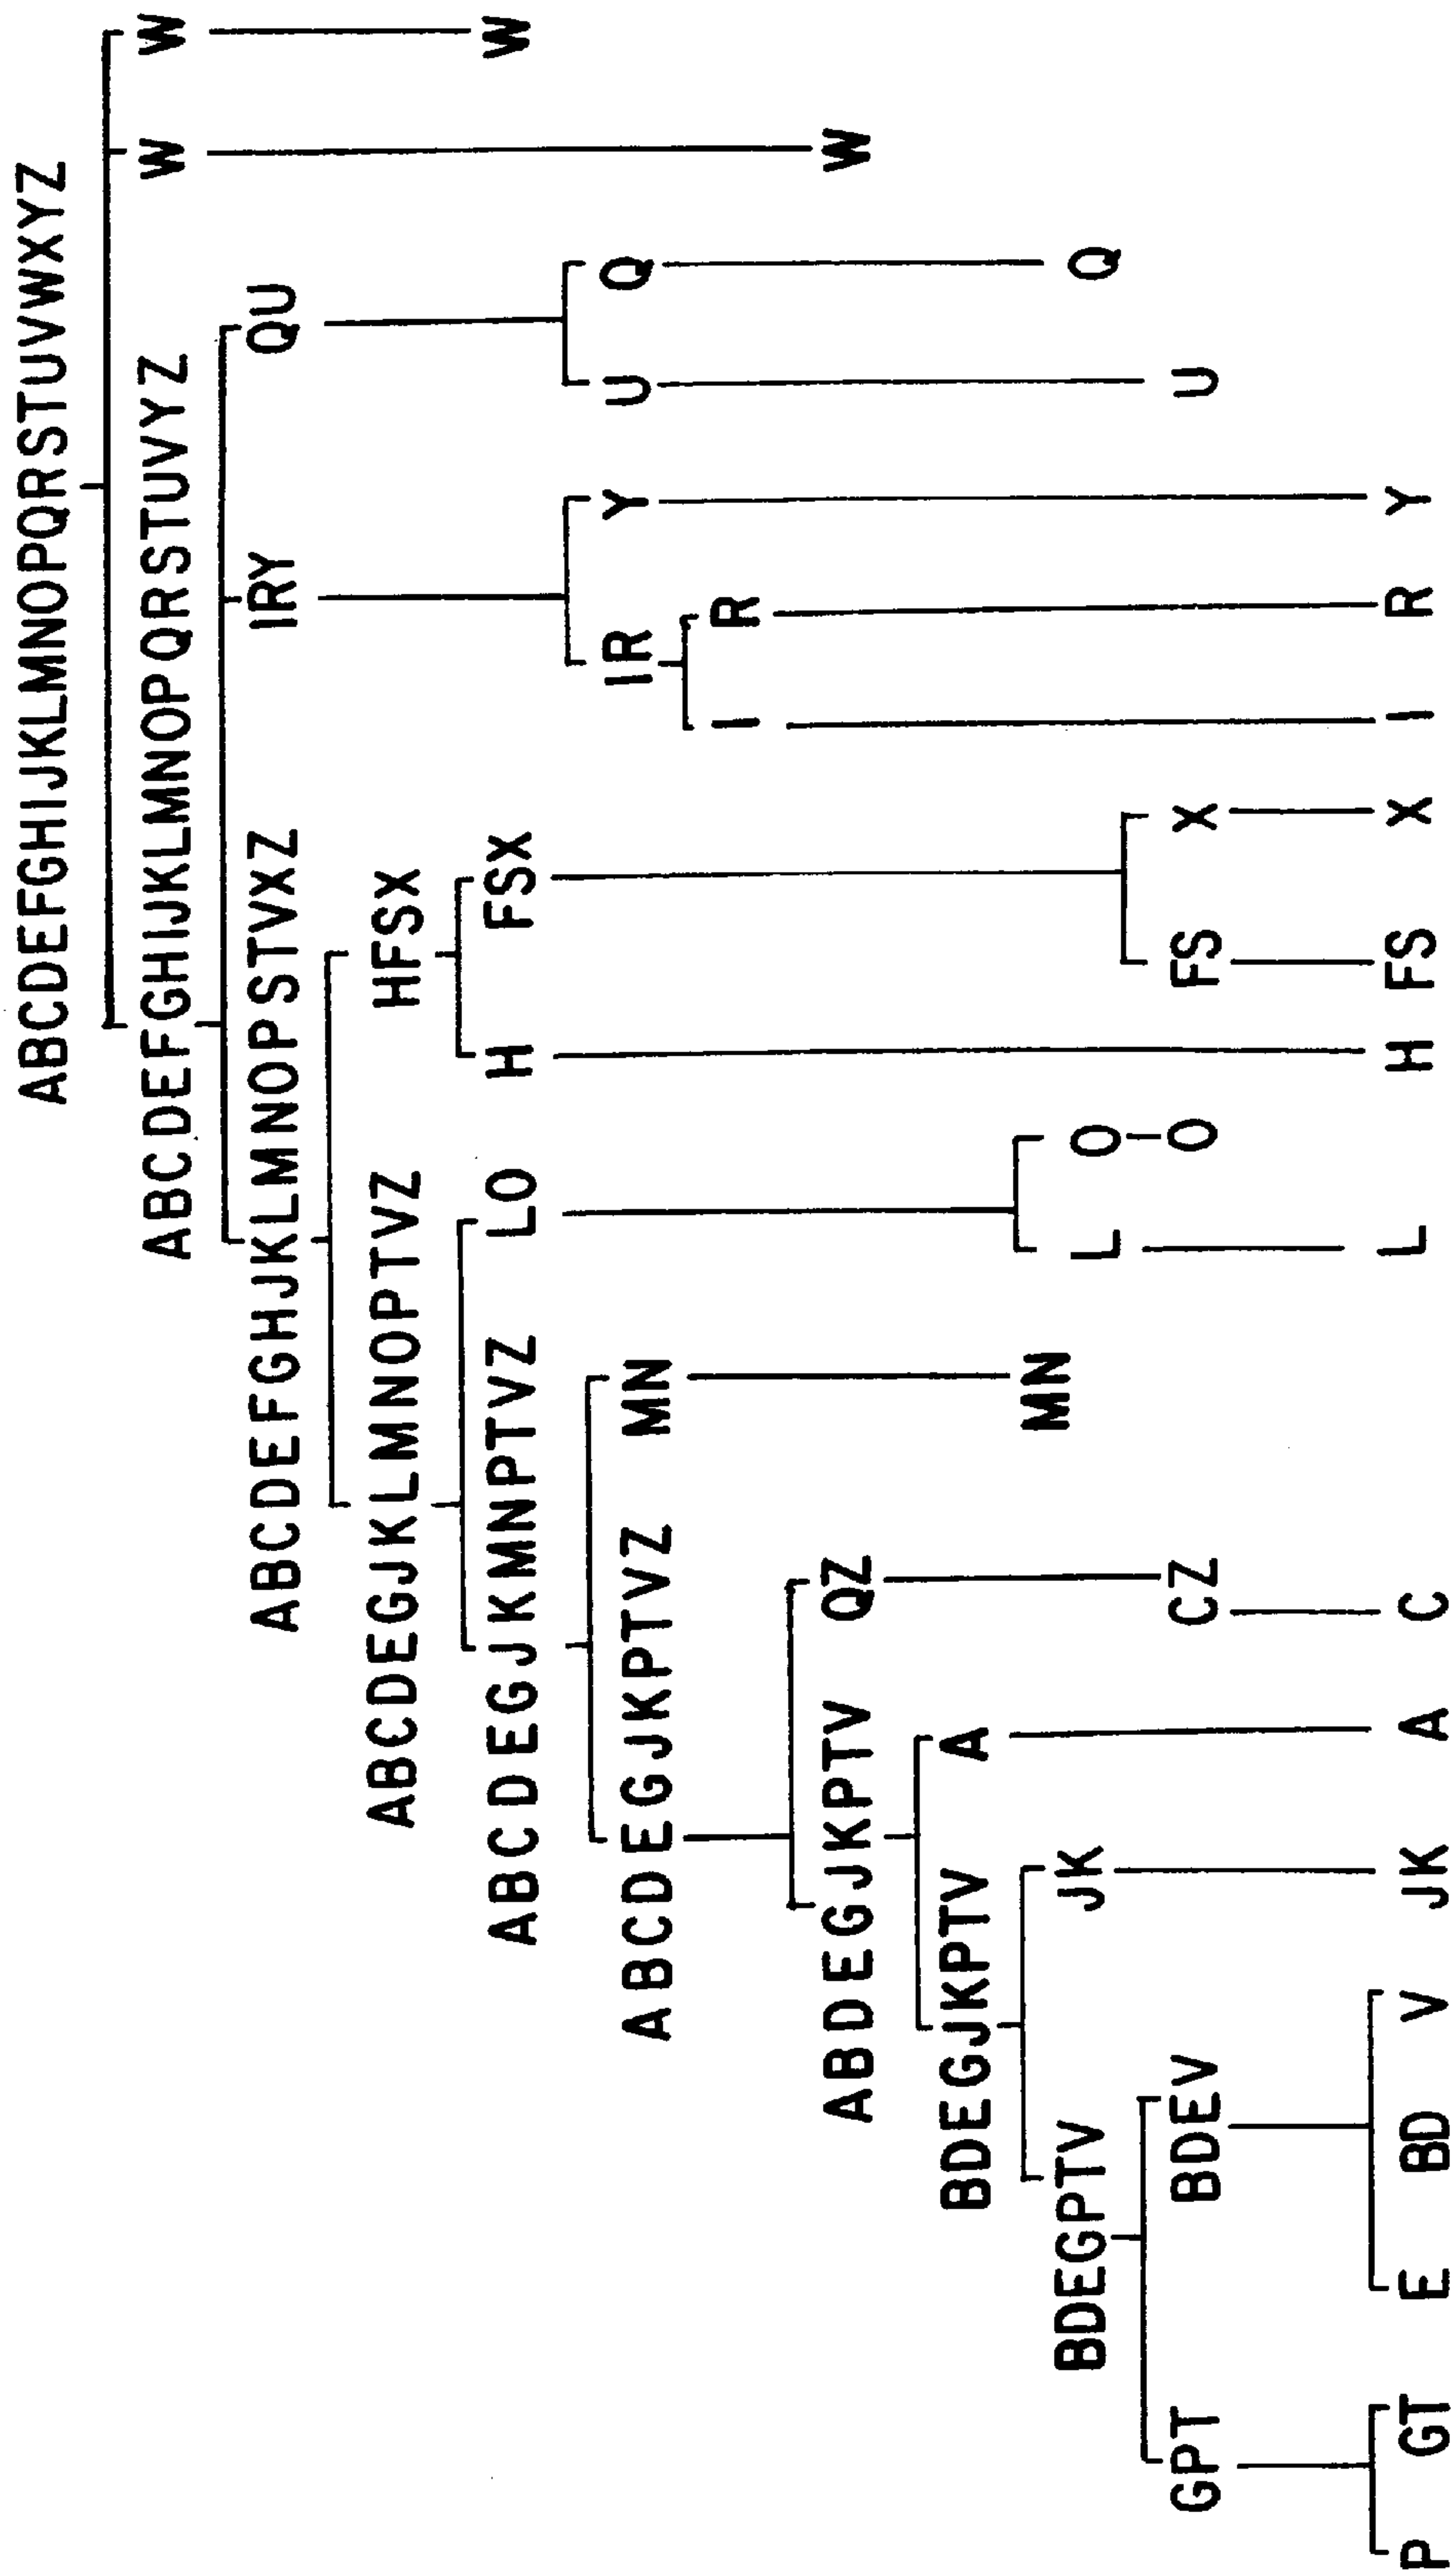 ABCDEFGHIJKLMNOPQRSTUVWXYZ
ABCDEFGHIJKLMNOPQRSTUVYZ W W
ABCDEFGHJKLMNOPSTVXZ IRY QU
ABCDEGJKLMNOPTVZ HFSX
ABCDEGJKMNPTVZ LO H FSX W
ABCDEGJKPTVZ MN IR Y U Q
I R
ABDEGJKPTV QZ W
BDEGJKPTV A
BDEGPTV JK MN L O Q
GPT BDEV CZ O FS X U
P GT E BD V JK A C L H FS X I R Y